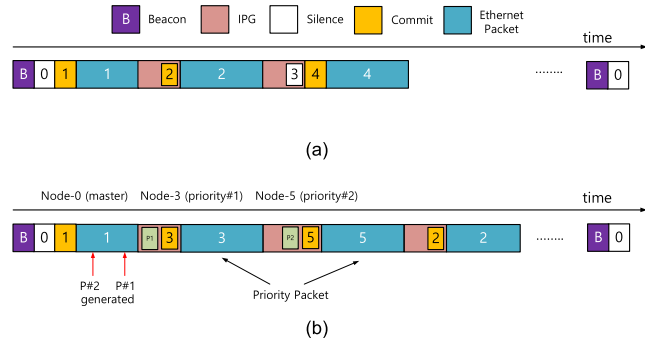 B Beacon IPG Silence Commit Ethernet Packet
time
B 0 1 1 2 2 3 4 4 ........ B 0
(a)
Node-0 (master) Node-3 (priority#1) Node-5 (priority#2) time
B 0 1 1 P1 3 3 P2 5 5 2 2 ........ B 0
P#2 P#1
generated
Priority Packet
(b)